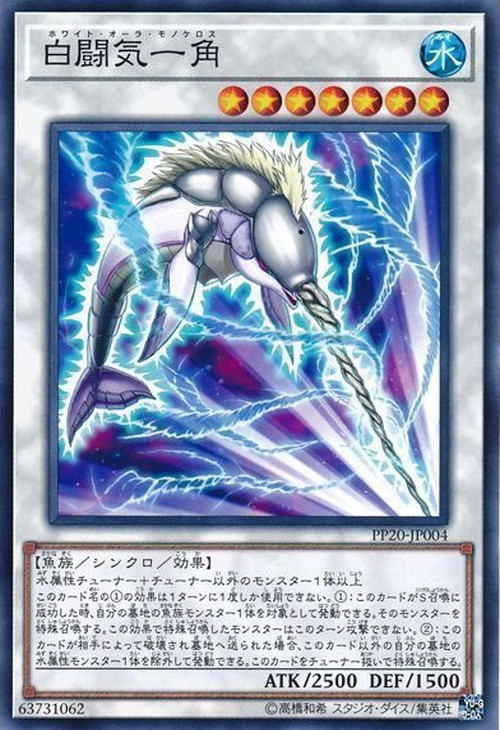 ホワイト・オーラ・モノケロス
白闘気一角
水
PP20-JP004
【魚族/シンクロ/効果】
水属性チューナー+チューナー以外のモンスター1体以上
このカード名の①の効果は1ターンに1度しか使用できない。①:このカードがS召喚に
成功した時、自分の墓地の魚族モンスター1体を対象として発動できる。そのモンスターを
特殊召喚する。この効果で特殊召喚したモンスターはこのターン攻撃できない。②:この
カードが相手によって破壊され墓地へ送られた場合、このカード以外の自分の墓地の
水属性モンスター1体を除外して発動できる。このカードをチューナー扱いで特殊召喚する。
ATK/2500 DEF/1500
63731062
©高橋和希 スタジオ・ダイス/集英社